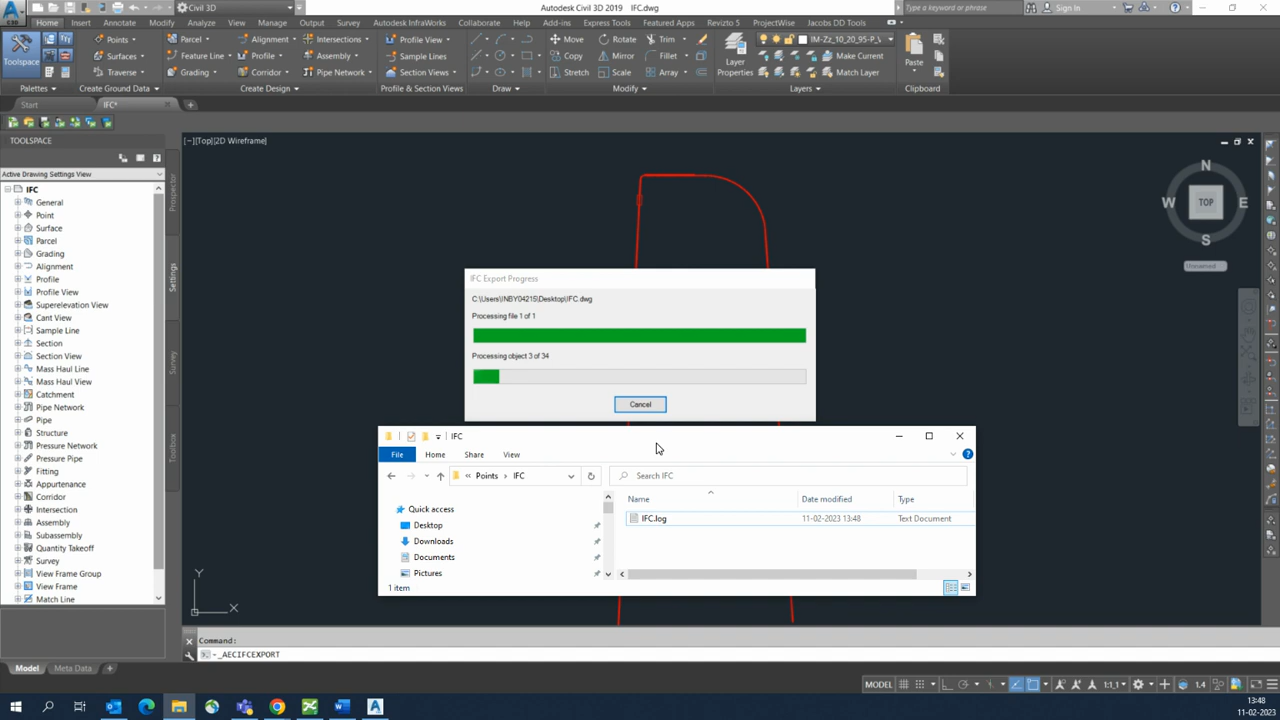 Civil 3D
Autodesk Civil 3D 2019 IFC.dwg
Type a keyword or phrase
Sign In
Home Insert Annotate Modify Analyze View Manage Output Survey Autodesk InfraWorks Collaborate Help Add-ins Express Tools Featured Apps Revizto 5 ProjectWise Jacobs DD Tools
Toolspace
Points
Surfaces
Traverse
Parcel
Feature Line
Grading
Alignment
Profile
Corridor
Intersections
Assembly
Pipe Network
Profile View
Sample Lines
Section Views
Move
Rotate
Trim
Copy
Mirror
Fillet
Stretch
Scale
Array
Layer
Properties
IM-Zz_10_20_95-P_V
Make Current
Match Layer
Paste
Palettes
Create Ground Data
Create Design
Profile & Section Views
Draw
Modify
Layers
Clipboard
Start
IFC*
TOOLSPACE
[−][Top][2D Wireframe]
Active Drawing Settings View
IFC
General
Point
Surface
Parcel
Grading
Alignment
Profile
Profile View
Superelevation View
Cant View
Sample Line
Section
Section View
Mass Haul Line
Mass Haul View
Catchment
Pipe Network
Pipe
Structure
Pressure Network
Pressure Pipe
Fitting
Appurtenance
Corridor
Intersection
Assembly
Subassembly
Quantity Takeoff
Survey
View Frame Group
View Frame
Match Line
Prospector
Settings
Survey
Toolbox
N
W TOP E
S
Unnamed
IFC Export Progress
C:\Users\INBY04215\Desktop\IFC.dwg
Processing file 1 of 1
Processing object 3 of 34
Cancel
IFC
File Home Share View
Points IFC
Search IFC
Quick access
Desktop
Downloads
Documents
Pictures
Name Date modified Type
IFC.log 11-02-2023 13:48 Text Document
1 item
Y
X
Command:
-_AECIFCEXPORT
Model Meta Data
MODEL 1:1 1:4
13:48
11-02-2023